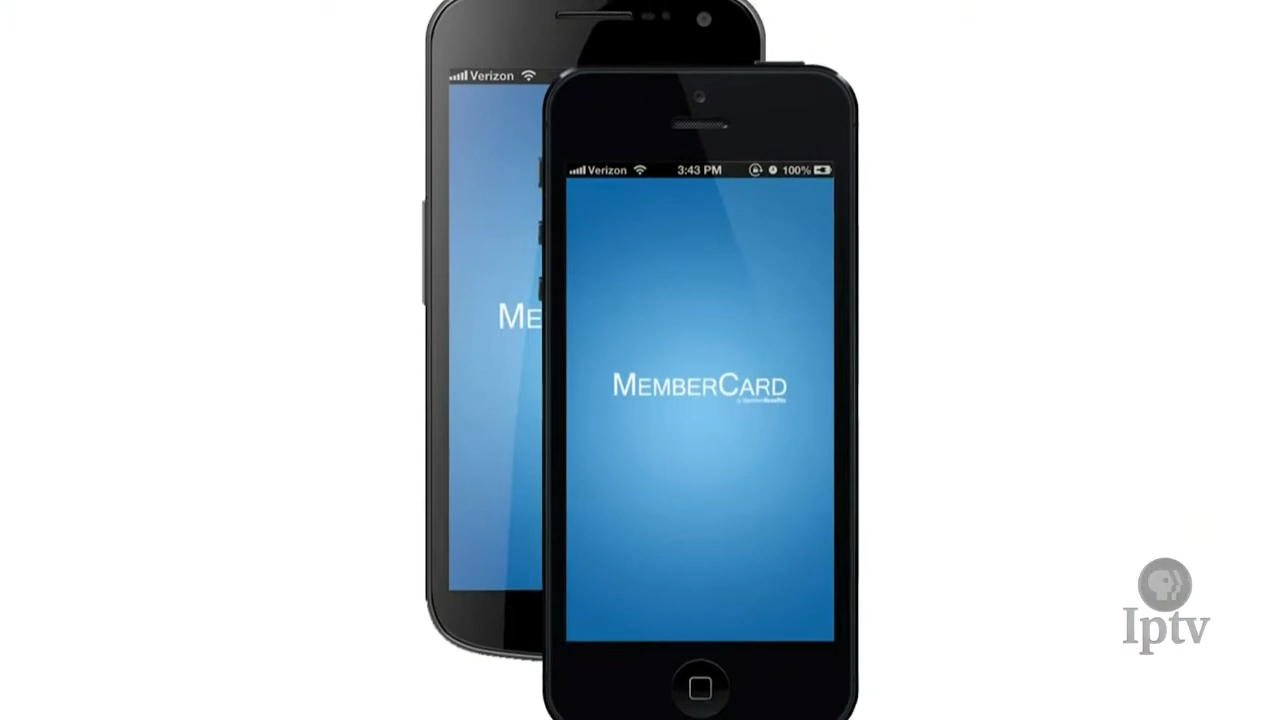 Verizon
Verizon 3:43 PM 100%
ME
MEMBERCARD
Iptv